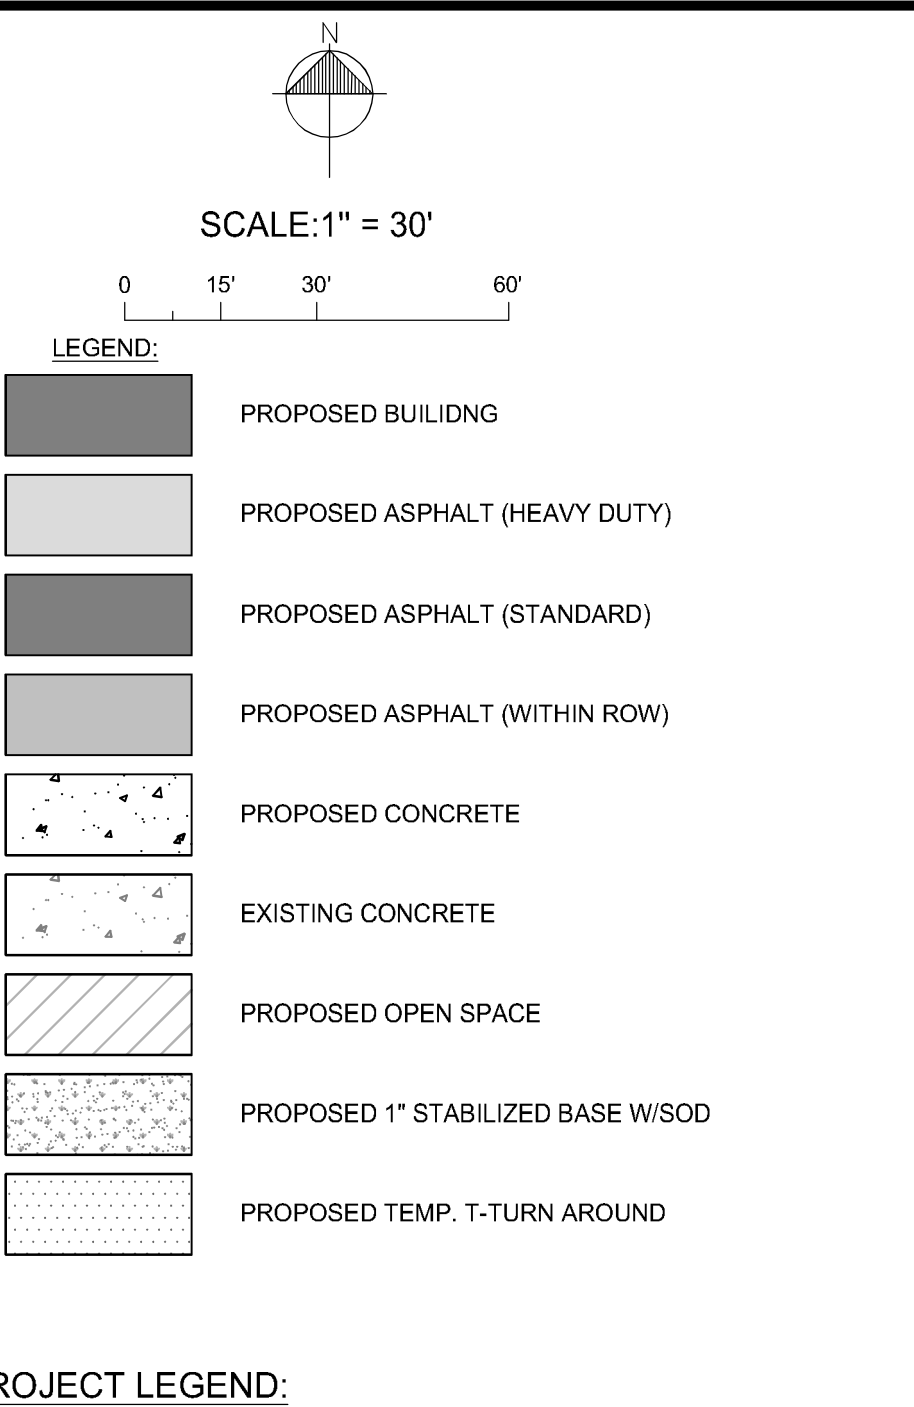 N
SCALE:1" = 30'
0 15' 30' 60'
LEGEND:
PROPOSED BUILIDNG
PROPOSED ASPHALT (HEAVY DUTY)
PROPOSED ASPHALT (STANDARD)
PROPOSED ASPHALT (WITHIN ROW)
PROPOSED CONCRETE
EXISTING CONCRETE
PROPOSED OPEN SPACE
PROPOSED 1" STABILIZED BASE W/SOD
PROPOSED TEMP. T-TURN AROUND
ROJECT LEGEND: